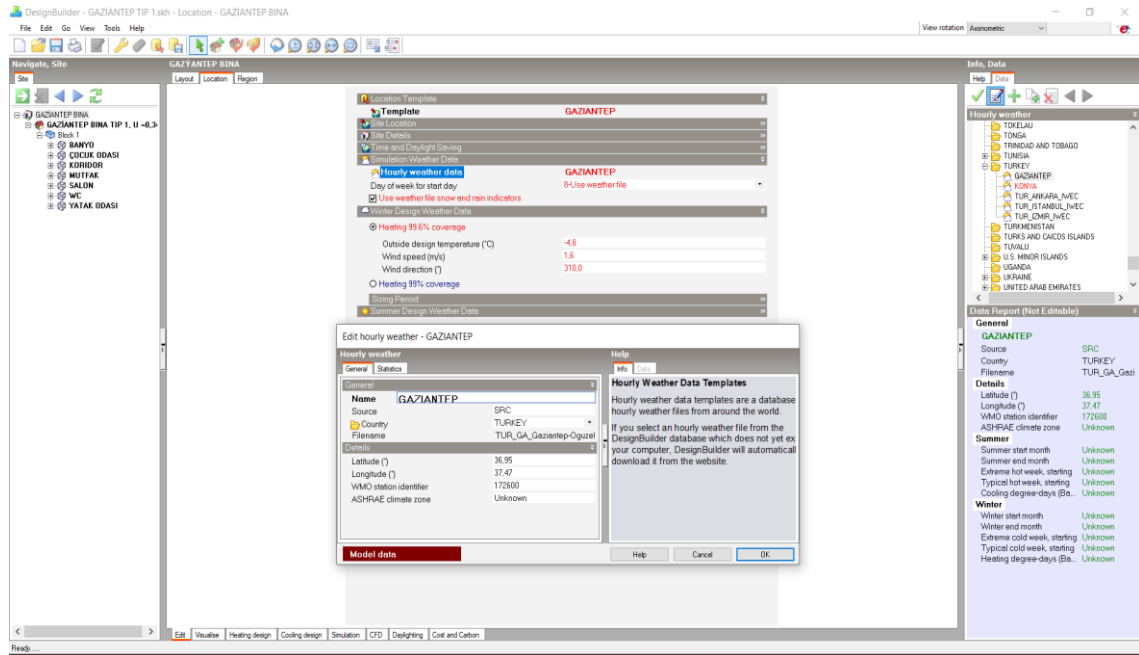 DesignBuilder - GAZİANTEP TIP 1.skh - Location - GAZİANTEP BINA
File Edit Go View Tools Help
View rotation Axonometric
Navigate, Site
Site
GAZİANTEP BINA
GAZİANTEP BINA TIP 1, U =0,3
Block 1
BANYO
ÇOCUK ODASI
KORIDOR
MUTFAK
SALON
WC
YATAK ODASI
GAZÝANTEP BINA
Layout Location Region
Location Template
Template GAZIANTEP
Site Location
Site Details
Time and Daylight Saving
Simulation Weather Data
Hourly weather data GAZIANTEP
Day of week for start day 8-Use weather file
Use weather file snow and rain indicators
Winter Design Weather Data
Heating 99.6% coverage
Outside design temperature (°C) -4,8
Wind speed (m/s) 1,6
Wind direction (°) 310,0
Heating 99% coverage
Sizing Period
Summer Design Weather Data
Edit hourly weather - GAZIANTEP
Hourly weather
General Statistics
General
Name GAZIANTEP
Source SRC
Country TURKEY
Filename TUR_GA_Gaziantep-Oguzel
Details
Latitude (°) 36,95
Longitude (°) 37,47
WMO station identifier 172600
ASHRAE climate zone Unknown
Help
Info Data
Hourly Weather Data Templates
Hourly weather data templates are a database
hourly weather files from around the world.
If you select an hourly weather file from the
DesignBuilder database which does not yet ex
your computer, DesignBuilder will automaticall
download it from the website.
Model data
Help Cancel OK
Info, Data
Help Data
Hourly weather
TOKELAU
TONGA
TRINIDAD AND TOBAGO
TUNISIA
TURKEY
GAZIANTEP
KONYA
TUR_ANKARA_IWEC
TUR_ISTANBUL_IWEC
TUR_IZMIR_IWEC
TURKMENISTAN
TURKS AND CAICOS ISLANDS
TUVALU
U.S. MINOR ISLANDS
UGANDA
UKRAINE
UNITED ARAB EMIRATES
Data Report (Not Editable)
General
GAZIANTEP
Source SRC
Country TURKEY
Filename TUR_GA_Gazi
Details
Latitude (°) 36,95
Longitude (°) 37,47
WMO station identifier 172600
ASHRAE climate zone Unknown
Summer
Summer start month Unknown
Summer end month Unknown
Extreme hot week, starting Unknown
Typical hot week, starting Unknown
Cooling degree-days (Ba... Unknown
Winter
Winter start month Unknown
Winter end month Unknown
Extreme cold week, starting Unknown
Typical cold week, starting Unknown
Heating degree-days (Ba... Unknown
Edit Visualise Heating design Cooling design Simulation CFD Daylighting Cost and Carbon
Ready.....